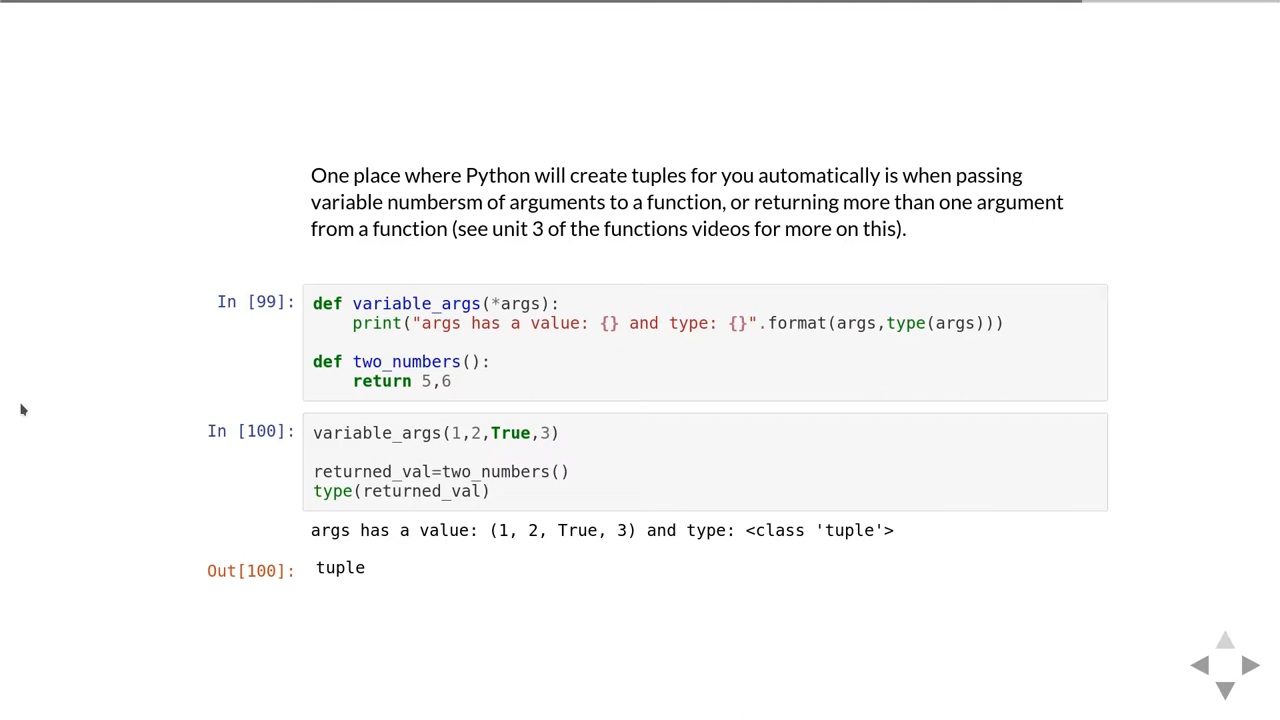 One place where Python will create tuples for you automatically is when passing
variable numbersm of arguments to a function, or returning more than one argument
from a function (see unit 3 of the functions videos for more on this).
In [99]:
def variable_args(*args):
    print("args has a value: {} and type: {}".format(args,type(args)))
def two_numbers():
    return 5,6
In [100]:
variable_args(1,2,True,3)
returned_val=two_numbers()
type(returned_val)
args has a value: (1, 2, True, 3) and type: <class 'tuple'>
Out[100]: tuple